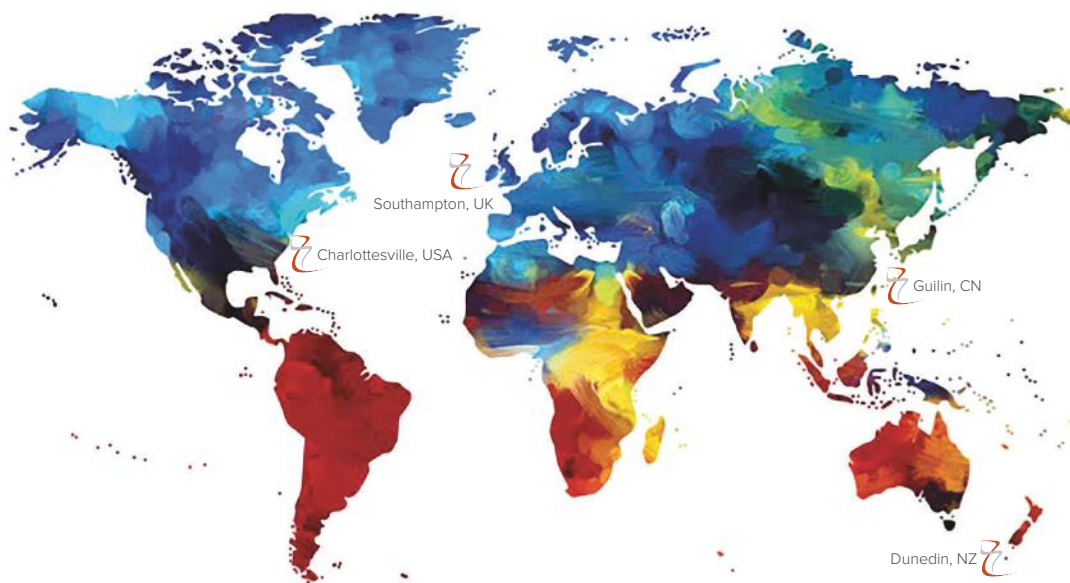 Southampton, UK
Charlottesville, USA
Guilin, CN
Dunedin, NZ